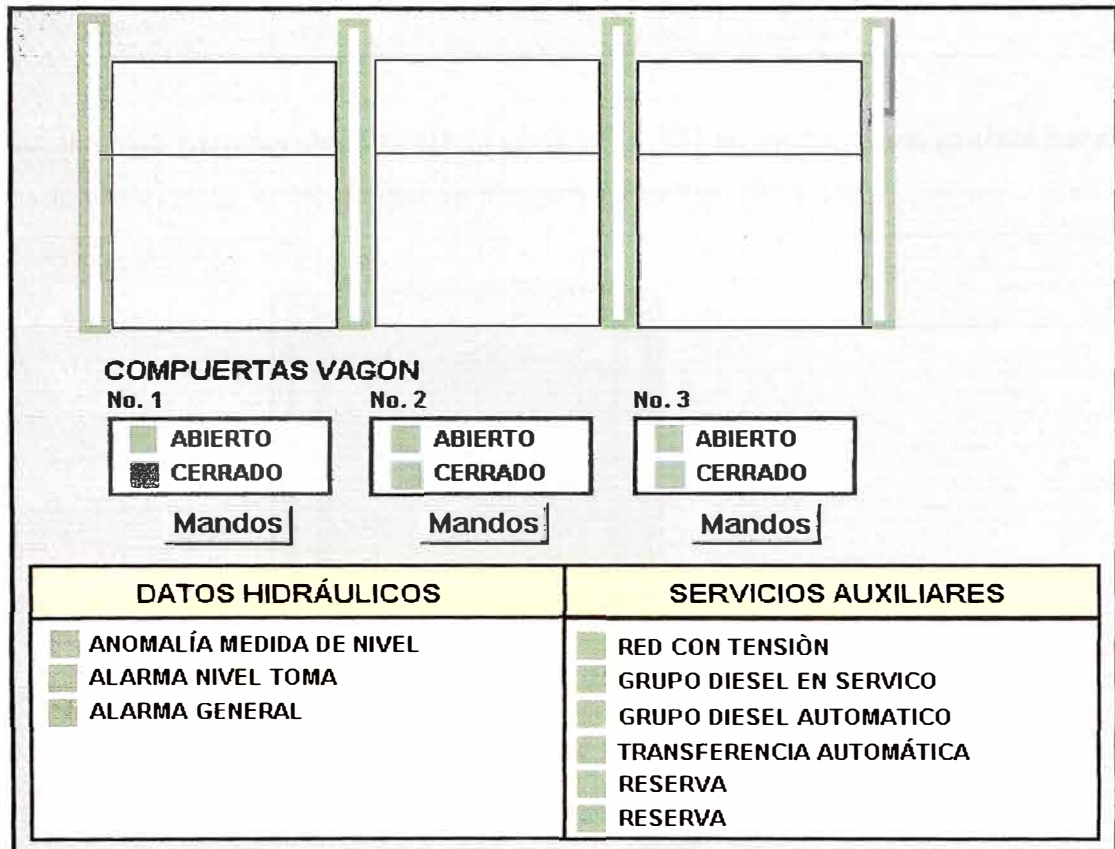 COMPUERTAS VAGON
No. 1
ABIERTO
CERRADO
Mandos
No. 2
ABIERTO
CERRADO
Mandos
No. 3
ABIERTO
CERRADO
Mandos
DATOS HIDRÁULICOS
ANOMALÍA MEDIDA DE NIVEL
ALARMA NIVEL TOMA
ALARMA GENERAL
SERVICIOS AUXILIARES
RED CON TENSIÒN
GRUPO DIESEL EN SERVICO
GRUPO DIESEL AUTOMATICO
TRANSFERENCIA AUTOMÁTICA
RESERVA
RESERVA